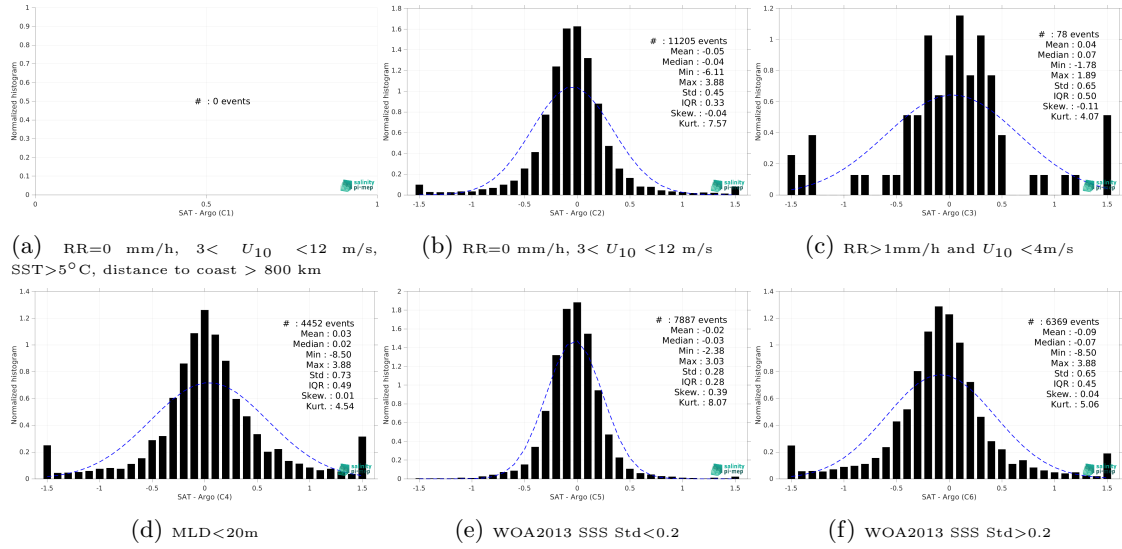 Normalized histogram
1
0.9
0.8
0.7
0.6
0.5
0.4
0.3
0.2
0.1
0
# : 0 events
0 0.5 1
SAT - Argo (C1)
salinity
pi-mep
(a) RR=0 mm/h, 3< U10 <12 m/s,
SST>5°C, distance to coast > 800 km
Normalized histogram
1.8
1.6
1.4
1.2
1
0.8
0.6
0.4
0.2
0
# : 11205 events
Mean : -0.05
Median : -0.04
Min : -6.11
Max : 3.88
Std : 0.45
IQR : 0.33
Skew. : -0.04
Kurt. : 7.57
-1.5 -1 -0.5 0 0.5 1 1.5
SAT - Argo (C2)
salinity
pi-mep
(b) RR=0 mm/h, 3< U10 <12 m/s
Normalized histogram
1.2
1
0.8
0.6
0.4
0.2
0
# : 78 events
Mean : 0.04
Median : 0.07
Min : -1.78
Max : 1.89
Std : 0.65
IQR : 0.50
Skew. : -0.11
Kurt. : 4.07
-1.5 -1 -0.5 0 0.5 1 1.5
SAT - Argo (C3)
salinity
pi-mep
(c) RR>1mm/h and U10 <4m/s
Normalized histogram
1.4
1.2
1
0.8
0.6
0.4
0.2
0
# : 4452 events
Mean : 0.03
Median : 0.02
Min : -8.50
Max : 3.88
Std : 0.73
IQR : 0.49
Skew. : 0.01
Kurt. : 4.54
-1.5 -1 -0.5 0 0.5 1 1.5
SAT - Argo (C4)
salinity
pi-mep
(d) MLD<20m
Normalized histogram
2
1.8
1.6
1.4
1.2
1
0.8
0.6
0.4
0.2
0
# : 7887 events
Mean : -0.02
Median : -0.03
Min : -2.38
Max : 3.03
Std : 0.28
IQR : 0.28
Skew. : 0.39
Kurt. : 8.07
-1.5 -1 -0.5 0 0.5 1 1.5
SAT - Argo (C5)
salinity
pi-mep
(e) WOA2013 SSS Std<0.2
Normalized histogram
1.4
1.2
1
0.8
0.6
0.4
0.2
0
# : 6369 events
Mean : -0.09
Median : -0.07
Min : -8.50
Max : 3.88
Std : 0.65
IQR : 0.45
Skew. : 0.04
Kurt. : 5.06
-1.5 -1 -0.5 0 0.5 1 1.5
SAT - Argo (C6)
salinity
pi-mep
(f) WOA2013 SSS Std>0.2